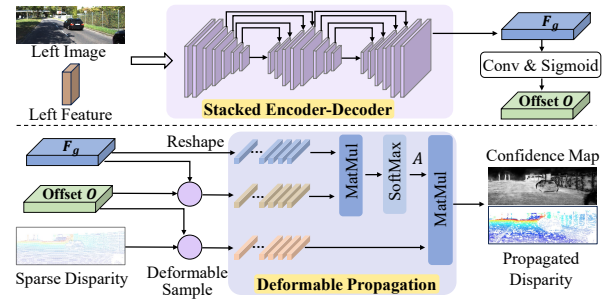 Left Image
Left Feature
Stacked Encoder-Decoder
F_g
Conv & Sigmoid
Offset O
F_g
Reshape
Offset O
Sparse Disparity
Deformable
Sample
MatMul
SoftMax
A
MatMul
Deformable Propagation
Confidence Map
Propagated
Disparity